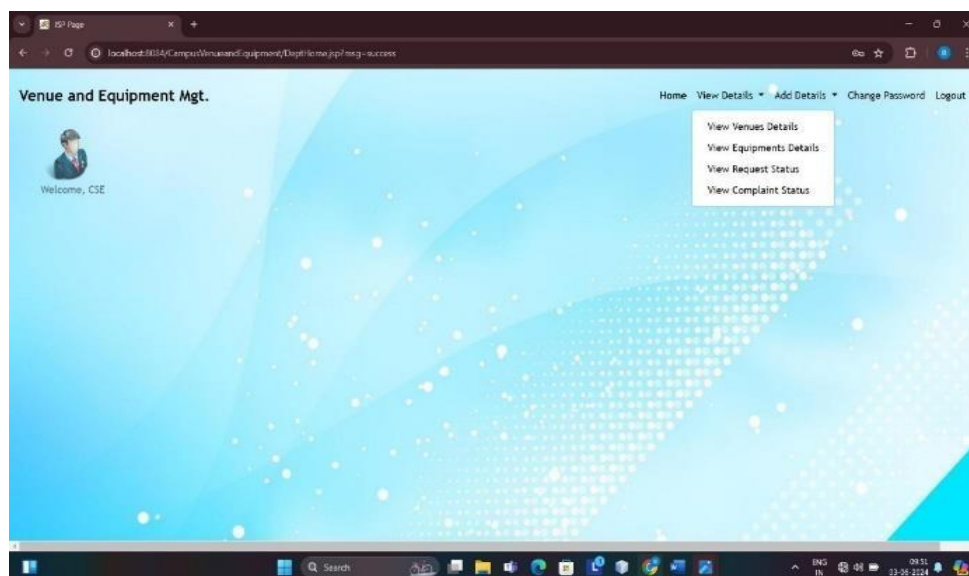 JSP Page
localhost:8084/CampusVenueandEquipment/DeptHome.jsp?msg=success
Venue and Equipment Mgt.
Home View Details Add Details Change Password Logout
View Venues Details
View Equipments Details
View Request Status
View Complaint Status
Welcome, CSE
Search
ENG
IN
09:51
03-06-2024